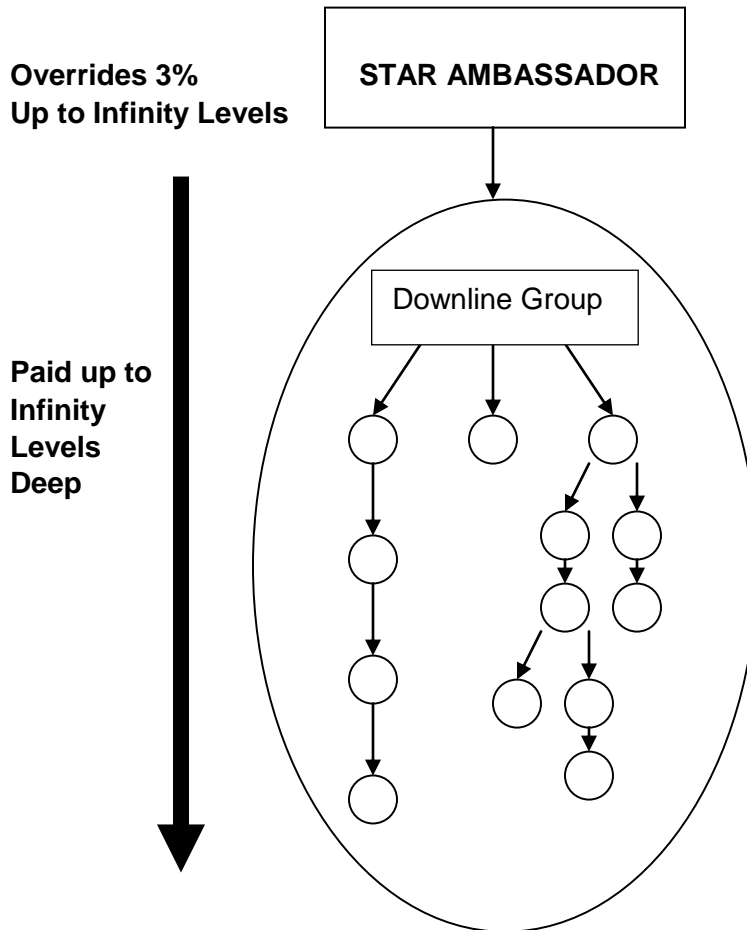 Overrides 3%
Up to Infinity Levels
STAR AMBASSADOR
Downline Group
Paid up to
Infinity
Levels
Deep